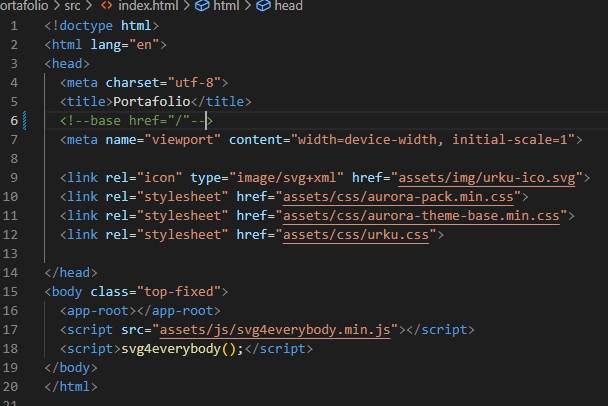 ortafolio > src > <> index.html > html > head
1 <!doctype html>
2 <html lang="en">
3 <head>
4 <meta charset="utf-8">
5 <title>Portafolio</title>
6 <!--base href="/"-->
7 <meta name="viewport" content="width=device-width, initial-scale=1">
8
9 <link rel="icon" type="image/svg+xml" href="assets/img/urku-ico.svg">
10 <link rel="stylesheet" href="assets/css/aurora-pack.min.css">
11 <link rel="stylesheet" href="assets/css/aurora-theme-base.min.css">
12 <link rel="stylesheet" href="assets/css/urku.css">
13
14 </head>
15 <body class="top-fixed">
16 <app-root></app-root>
17 <script src="assets/js/svg4everybody.min.js"></script>
18 <script>svg4everybody();</script>
19 </body>
20 </html>
21